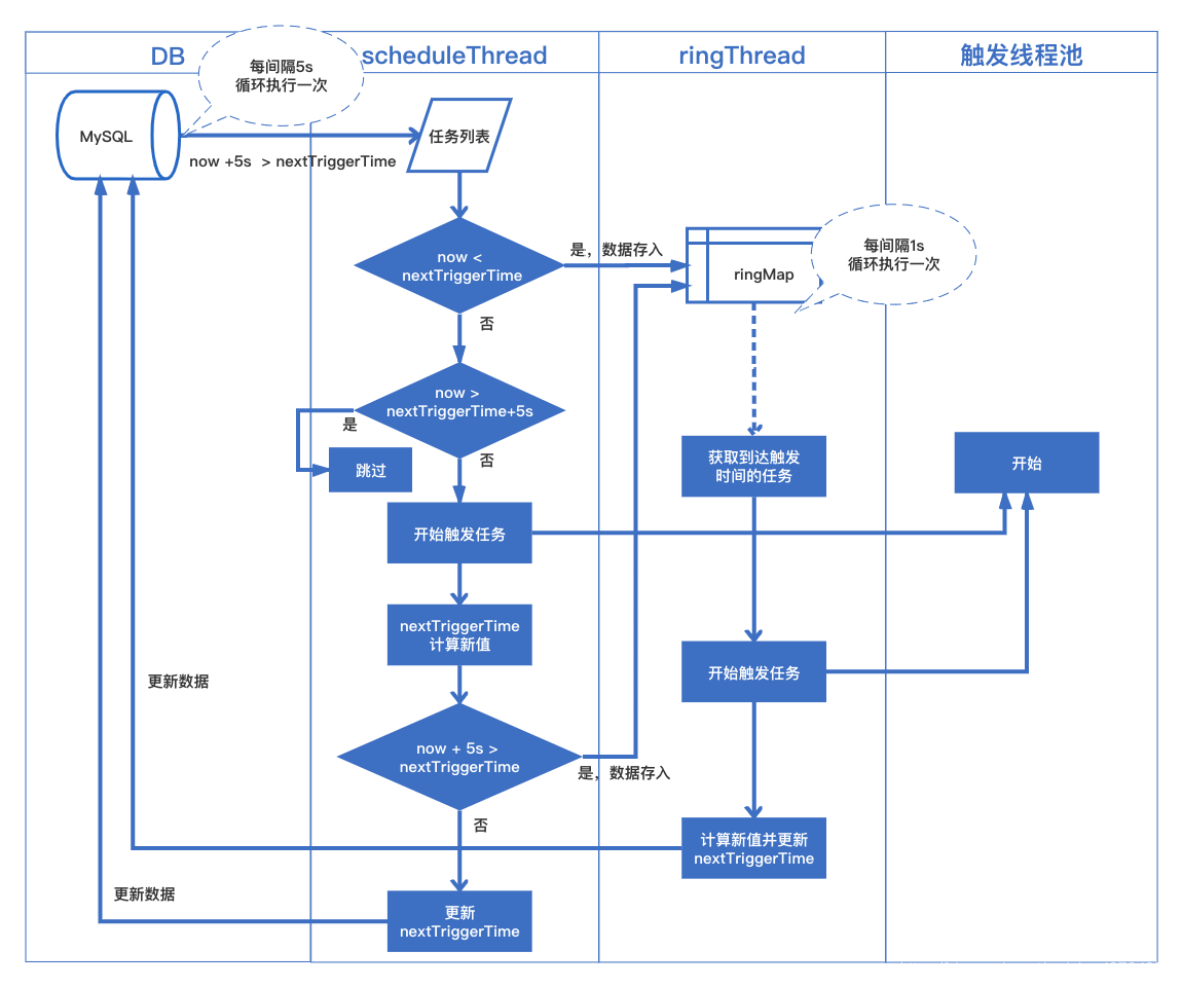 DB
scheduleThread
ringThread
触发线程池
每间隔5s
循环执行一次
MySQL
now +5s > nextTriggerTime
任务列表
now <
nextTriggerTime
是，数据存入
ringMap
每间隔1s
循环执行一次
否
now >
nextTriggerTime+5s
是
跳过
否
获取到达触发
时间的任务
开始
开始触发任务
nextTriggerTime
计算新值
开始触发任务
更新数据
now + 5s >
nextTriggerTime
是，数据存入
否
计算新值并更新
nextTriggerTime
更新数据
更新
nextTriggerTime